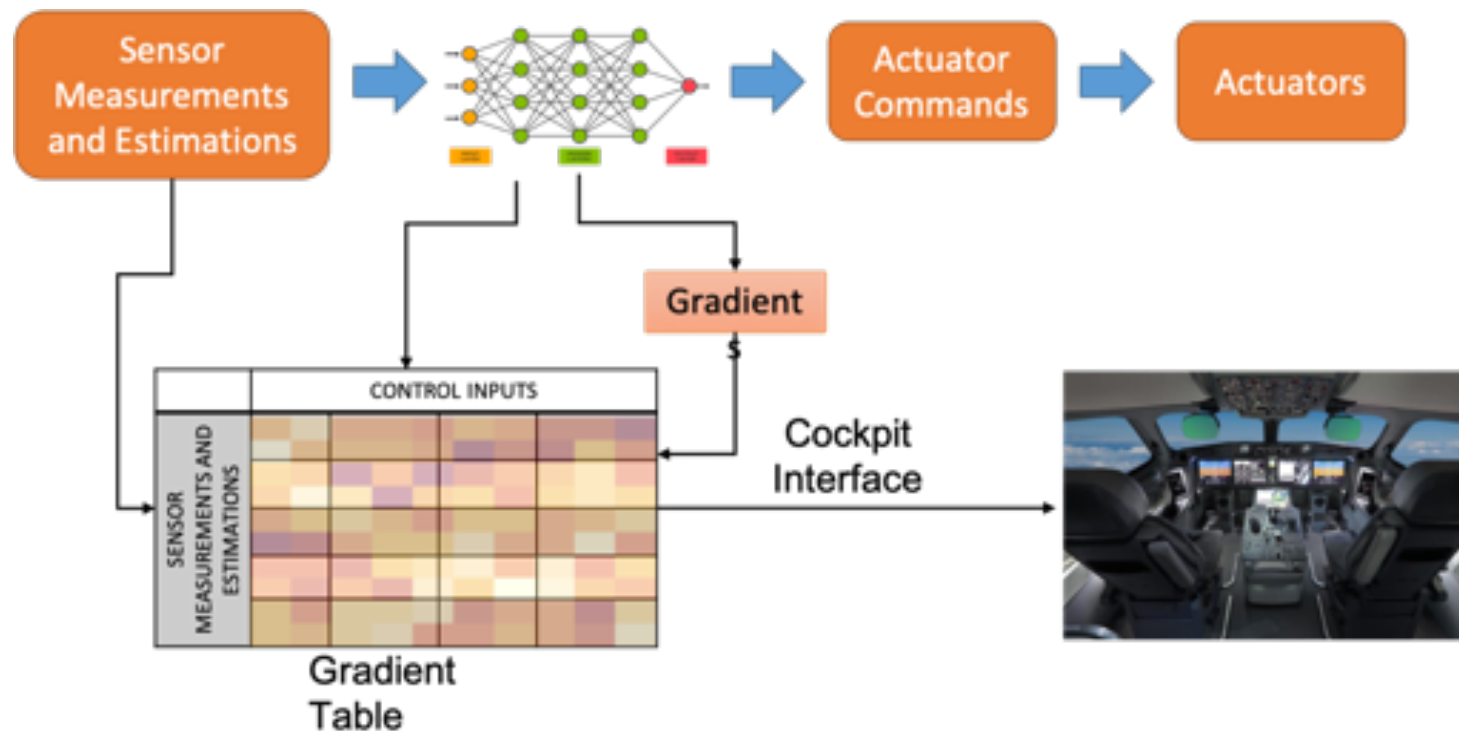 Sensor
Measurements
and Estimations
Actuator
Commands
Actuators
Gradient
s
CONTROL INPUTS
SENSOR
MEASUREMENTS AND
ESTIMATIONS
Cockpit
Interface
Gradient
Table